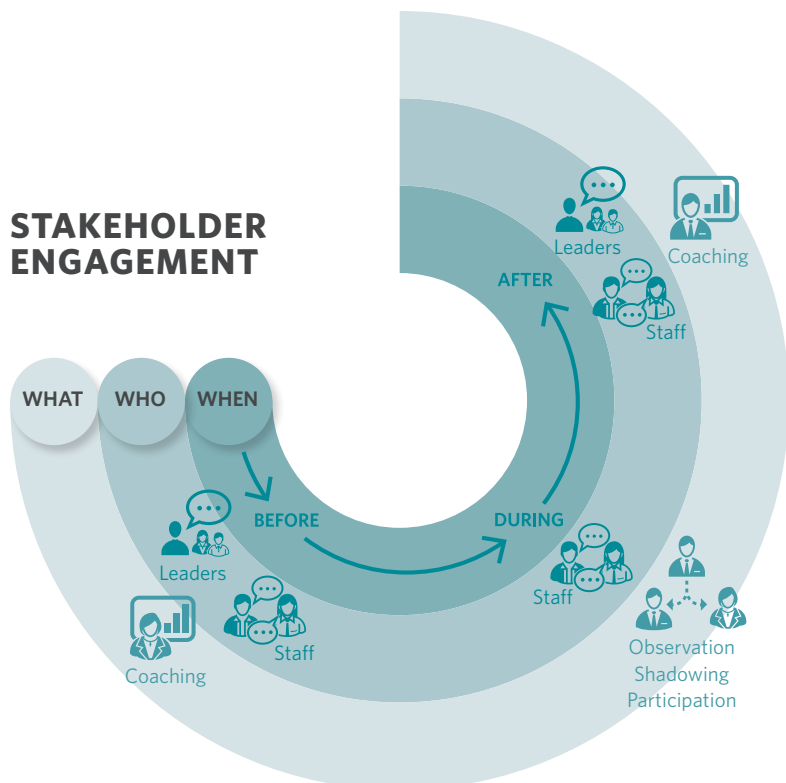 STAKEHOLDER
ENGAGEMENT
WHAT
WHO
WHEN
BEFORE
Leaders
Staff
Coaching
DURING
Staff
Observation
Shadowing
Participation
AFTER
Leaders
Staff
Coaching